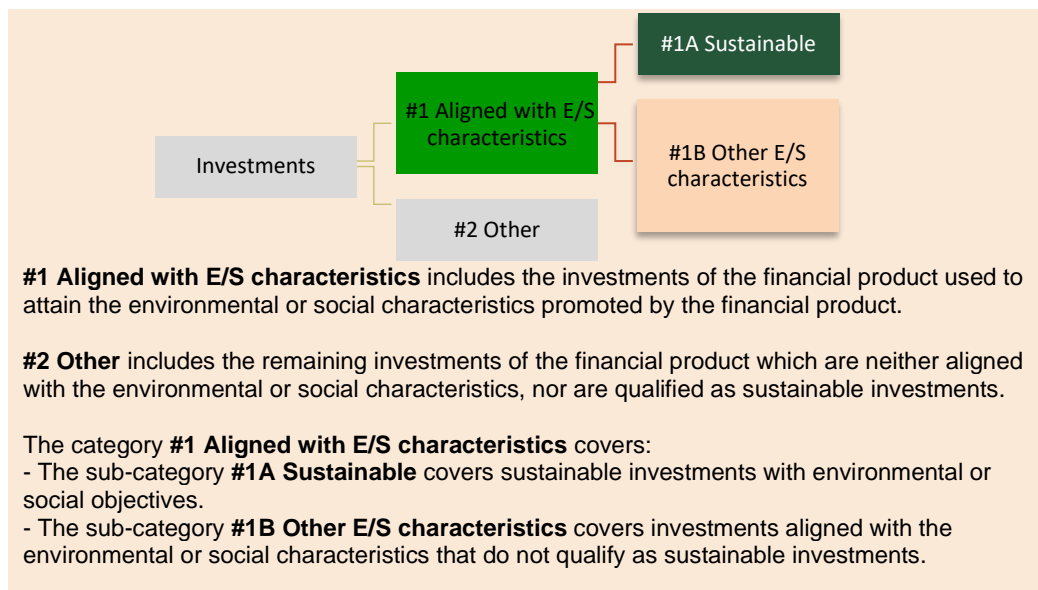 #1A Sustainable
#1 Aligned with E/S
characteristics
#1B Other E/S
characteristics
Investments
#2 Other
#1 Aligned with E/S characteristics includes the investments of the financial product used to
attain the environmental or social characteristics promoted by the financial product.
#2 Other includes the remaining investments of the financial product which are neither aligned
with the environmental or social characteristics, nor are qualified as sustainable investments.
The category #1 Aligned with E/S characteristics covers:
- The sub-category #1A Sustainable covers sustainable investments with environmental or
social objectives.
- The sub-category #1B Other E/S characteristics covers investments aligned with the
environmental or social characteristics that do not qualify as sustainable investments.